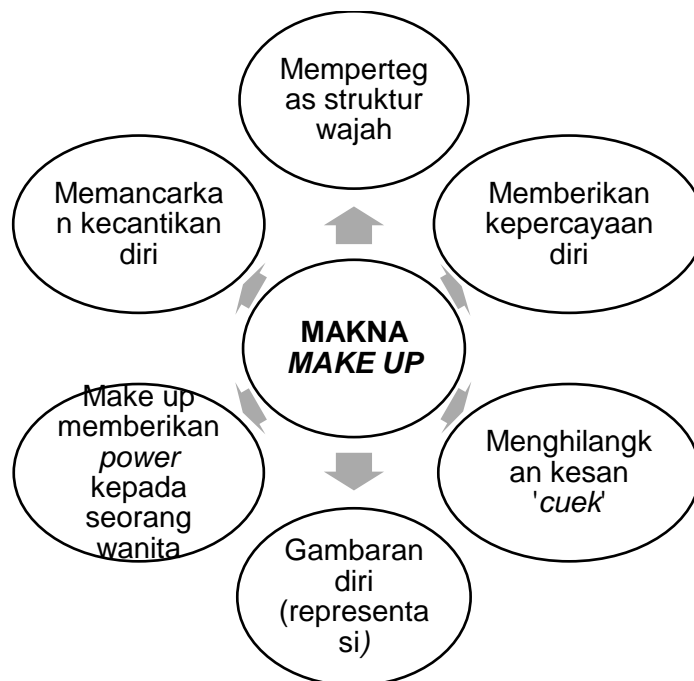 Memperteg
as struktur
wajah
Memancarka
n kecantikan
diri
Memberikan
kepercayaan
diri
MAKNA
MAKE UP
Make up
memberikan
power
kepada
seorang
wanita
Menghilangk
an kesan
'cuek'
Gambaran
diri
(representa
si)